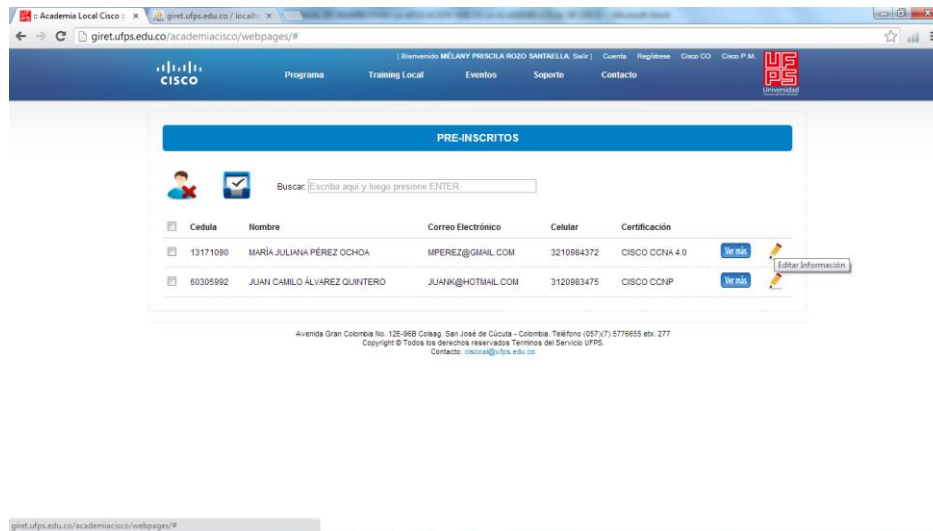 :: Academia Local Cisco ::
giret.ufps.edu.co / localhc
giret.ufps.edu.co/academiacisco/webpages/#
[ Bienvenido MÉLANY PRISCILA ROZO SANTAELLA, Salir ] Cuenta Regístrese Cisco CO Cisco P.M.
CISCO
Programa Training Local Eventos Soporte Contacto
UFPS
Universidad
PRE-INSCRITOS
Buscar: Escriba aquí y luego presione ENTER
Cedula Nombre Correo Electrónico Celular Certificación
13171090 MARÍA JULIANA PÉREZ OCHOA MPEREZ@GMAIL.COM 3210984372 CISCO CCNA 4.0 Ver más
Editar Información
60305992 JUAN CAMILO ÁLVAREZ QUINTERO JUANK@HOTMAIL.COM 3120983475 CISCO CCNP Ver más
Avenida Gran Colombia No. 12E-96B Colsag. San José de Cúcuta - Colombia. Teléfono (057)(7) 5776655 etx. 277
Copyright © Todos los derechos reservados Terminos del Servicio UFPS.
Contacto: ciscoal@ufps.edu.co
giret.ufps.edu.co/academiacisco/webpages/#